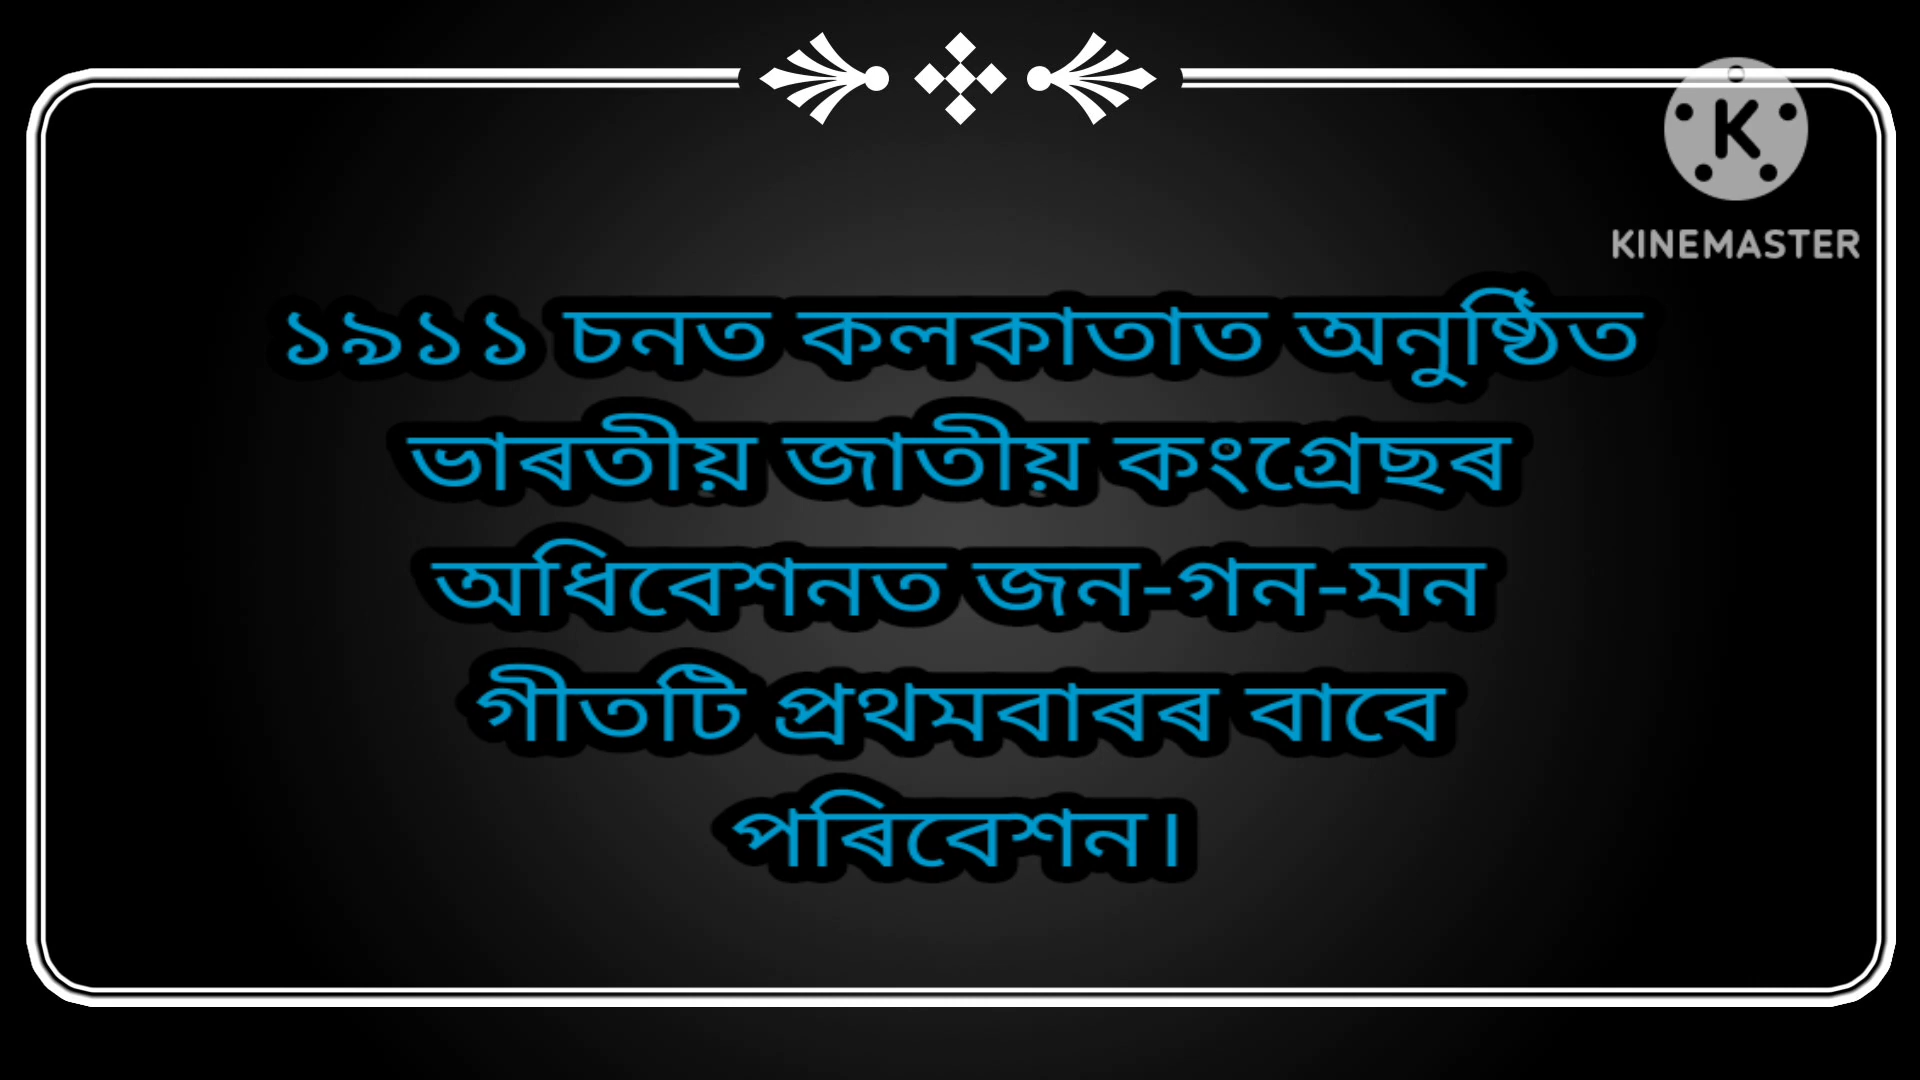 KINEMASTER
১৯১১ চনত কলকাতাত অনুষ্ঠিত
ভাৰতীয় জাতীয় কংগ্ৰেছৰ
অধিবেশনত জন-গন-মন
গীতটি প্ৰথমবাৰৰ বাবে
পৰিবেশন।